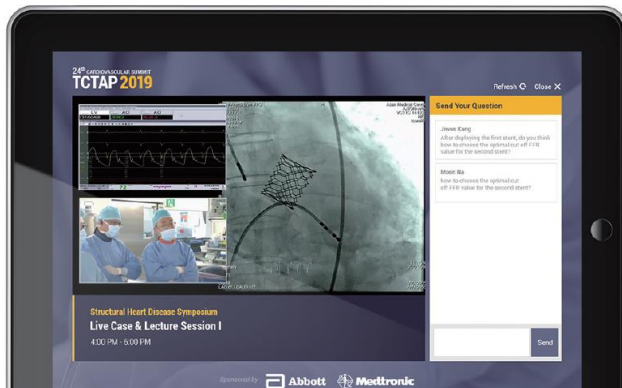 24th CARDIOVASCULAR SUMMIT
TCTAP 2019
Refresh
Close X
Send Your Question
Jiwon Kang
After deploying the first stent, do you think
how to choose the optimal cut off FFR
value for the second stent?
Moon Ba
how to choose the optimal cut
off FFR value for the second stent?
Structural Heart Disease Symposium
Live Case & Lecture Session I
4:00 PM - 5:00 PM
Send
Sponsored by
Abbott
Medtronic